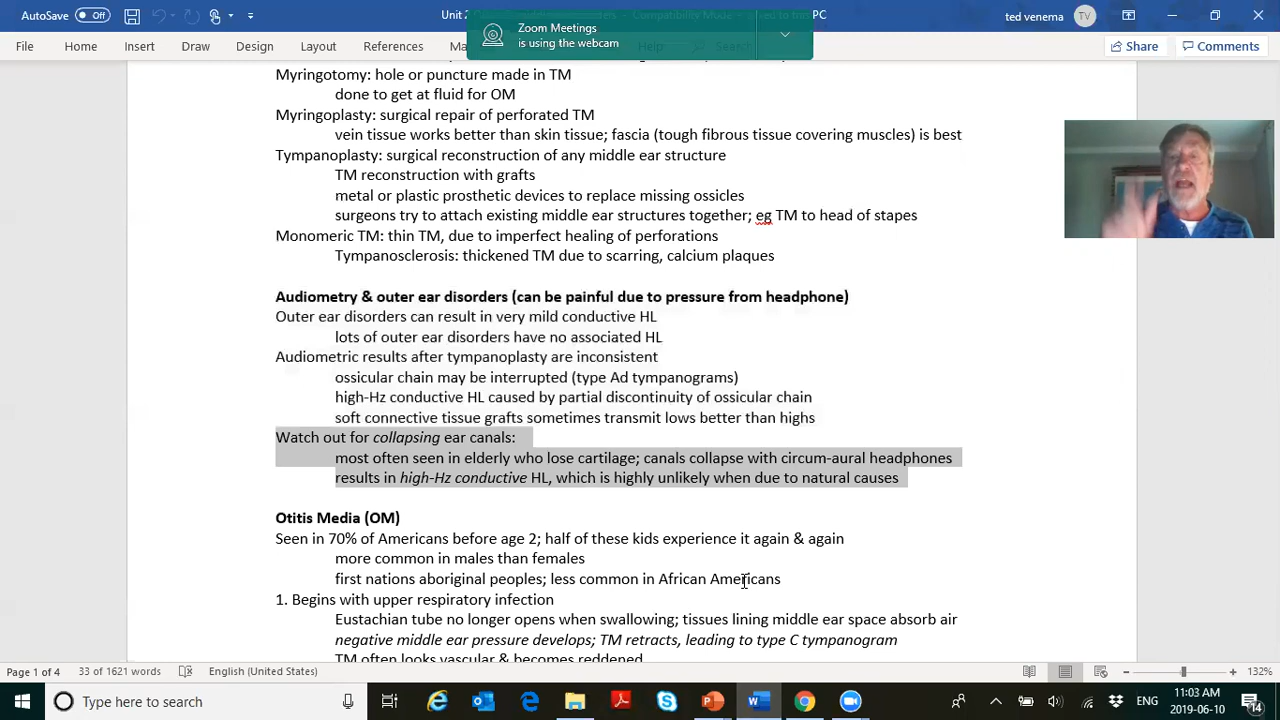 AutoSave Off
Unit
- Compatibility Mode
PC
ted venema TV
Zoom Meetings
is using the webcam
File Home Insert Draw Design Layout References Help Search Share Comments
Myringotomy: hole or puncture made in TM
done to get at fluid for OM
Myringoplasty: surgical repair of perforated TM
vein tissue works better than skin tissue; fascia (tough fibrous tissue covering muscles) is best
Tympanoplasty: surgical reconstruction of any middle ear structure
TM reconstruction with grafts
metal or plastic prosthetic devices to replace missing ossicles
surgeons try to attach existing middle ear structures together; eg TM to head of stapes
Monomeric TM: thin TM, due to imperfect healing of perforations
Tympanosclerosis: thickened TM due to scarring, calcium plaques
Audiometry & outer ear disorders (can be painful due to pressure from headphone)
Outer ear disorders can result in very mild conductive HL
lots of outer ear disorders have no associated HL
Audiometric results after tympanoplasty are inconsistent
ossicular chain may be interrupted (type Ad tympanograms)
high-Hz conductive HL caused by partial discontinuity of ossicular chain
soft connective tissue grafts sometimes transmit lows better than highs
Watch out for collapsing ear canals:
most often seen in elderly who lose cartilage; canals collapse with circum-aural headphones
results in high-Hz conductive HL, which is highly unlikely when due to natural causes
Otitis Media (OM)
Seen in 70% of Americans before age 2; half of these kids experience it again & again
more common in males than females
first nations aboriginal peoples; less common in African Americans
1. Begins with upper respiratory infection
Eustachian tube no longer opens when swallowing; tissues lining middle ear space absorb air
negative middle ear pressure develops; TM retracts, leading to type C tympanogram
TM often looks vascular & becomes reddened
Page 1 of 4 33 of 1621 words English (United States) 132%
Type here to search
ENG
11:03 AM
2019-06-10
14